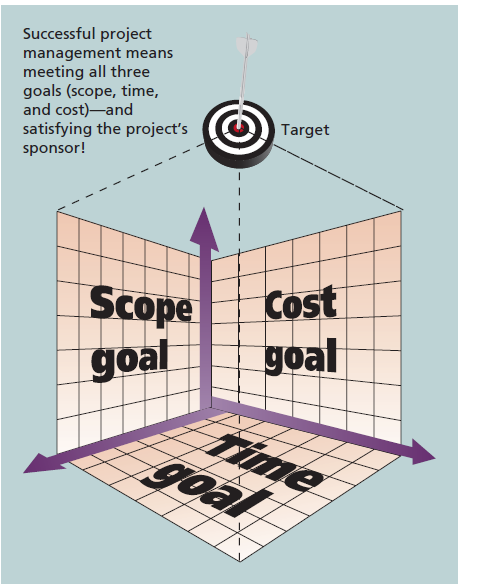 Successful project
management means
meeting all three
goals (scope, time,
and cost)—and
satisfying the project's
sponsor!
Target
Scope
goal
Cost
goal
Time
goal